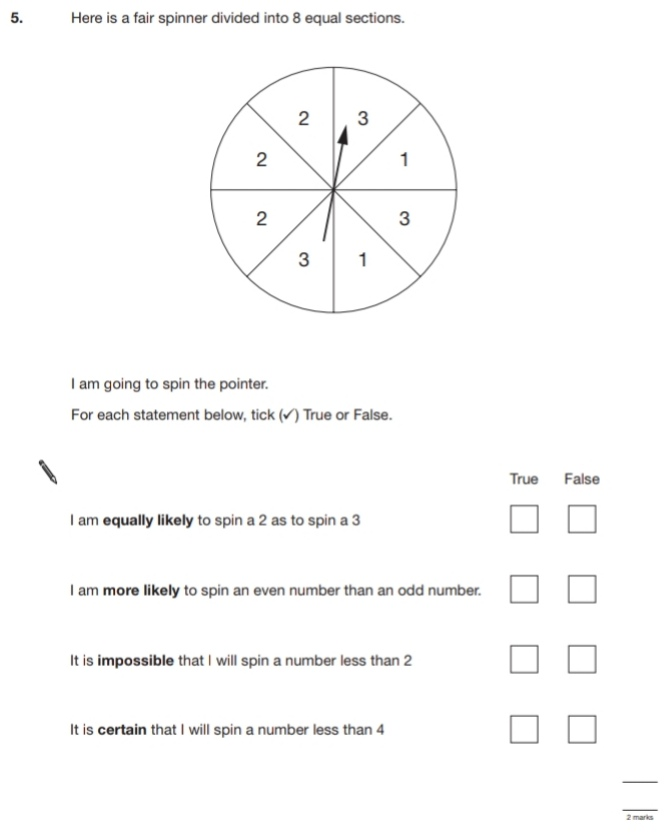 5. Here is a fair spinner divided into 8 equal sections.
2 3
2 1
2 3
3 1
I am going to spin the pointer.
For each statement below, tick (✓) True or False.
True False
I am equally likely to spin a 2 as to spin a 3
I am more likely to spin an even number than an odd number.
It is impossible that I will spin a number less than 2
It is certain that I will spin a number less than 4
2 marks